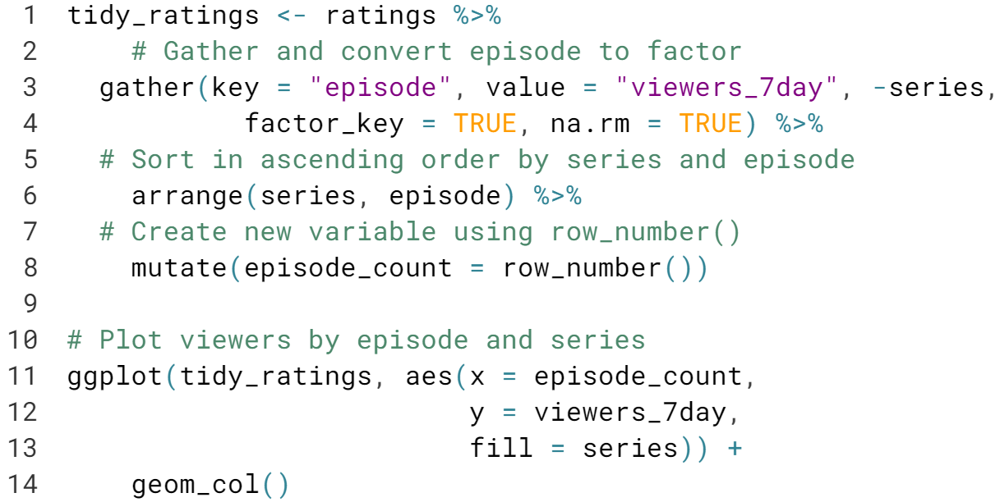 1 tidy_ratings <- ratings %>%
2 # Gather and convert episode to factor
3 gather(key = "episode", value = "viewers_7day", -series,
4 factor_key = TRUE, na.rm = TRUE) %>%
5 # Sort in ascending order by series and episode
6 arrange(series, episode) %>%
7 # Create new variable using row_number()
8 mutate(episode_count = row_number())
9
10 # Plot viewers by episode and series
11 ggplot(tidy_ratings, aes(x = episode_count,
12 y = viewers_7day,
13 fill = series)) +
14 geom_col()